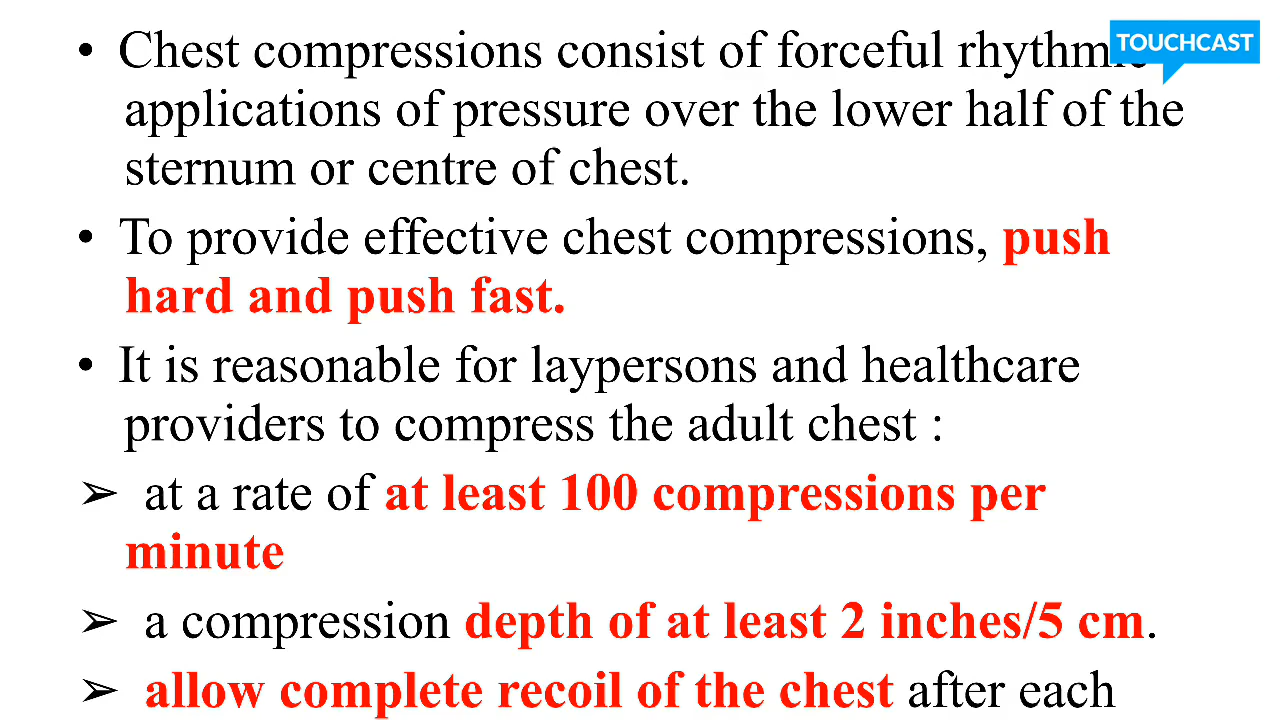 • Chest compressions consist of forceful rhythmic
TOUCHCAST
applications of pressure over the lower half of the
sternum or centre of chest.
• To provide effective chest compressions, push
hard and push fast.
• It is reasonable for laypersons and healthcare
providers to compress the adult chest :
➢ at a rate of at least 100 compressions per
minute
➢ a compression depth of at least 2 inches/5 cm.
➢ allow complete recoil of the chest after each